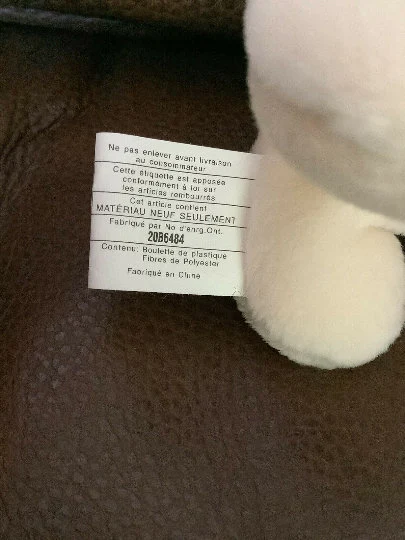 Ne pas enlever avant livraison
au consommateur
Cette étiquette est apposée
conformément à loi sur
les articles rembourrés
Cet article contient
MATÉRIAU NEUF SEULEMENT
Fabriqué par No d'enrg.Ont.
20B6484
Contenu: Boulette de plastique
Fibres de Polyester
Fabriqué en Chine